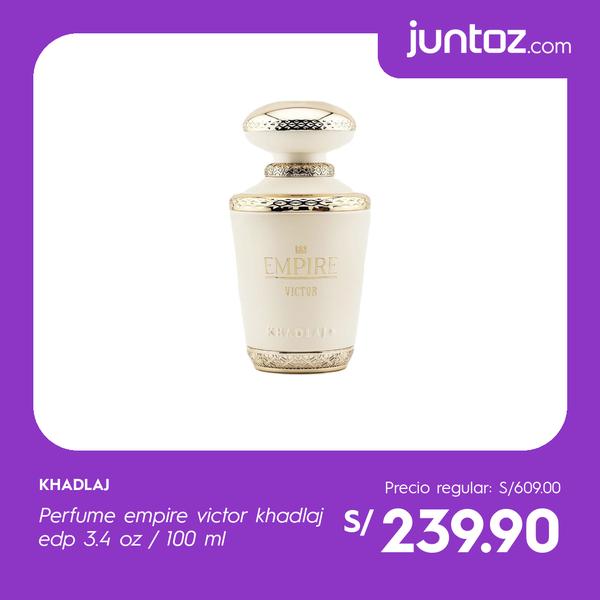 juntoz.com
EMPIRE
VICTOR
KHADLAJ
KHADLAJ
Precio regular: S/609.00
Perfume empire victor khadlaj
edp 3.4 oz / 100 ml
S/ 239.90